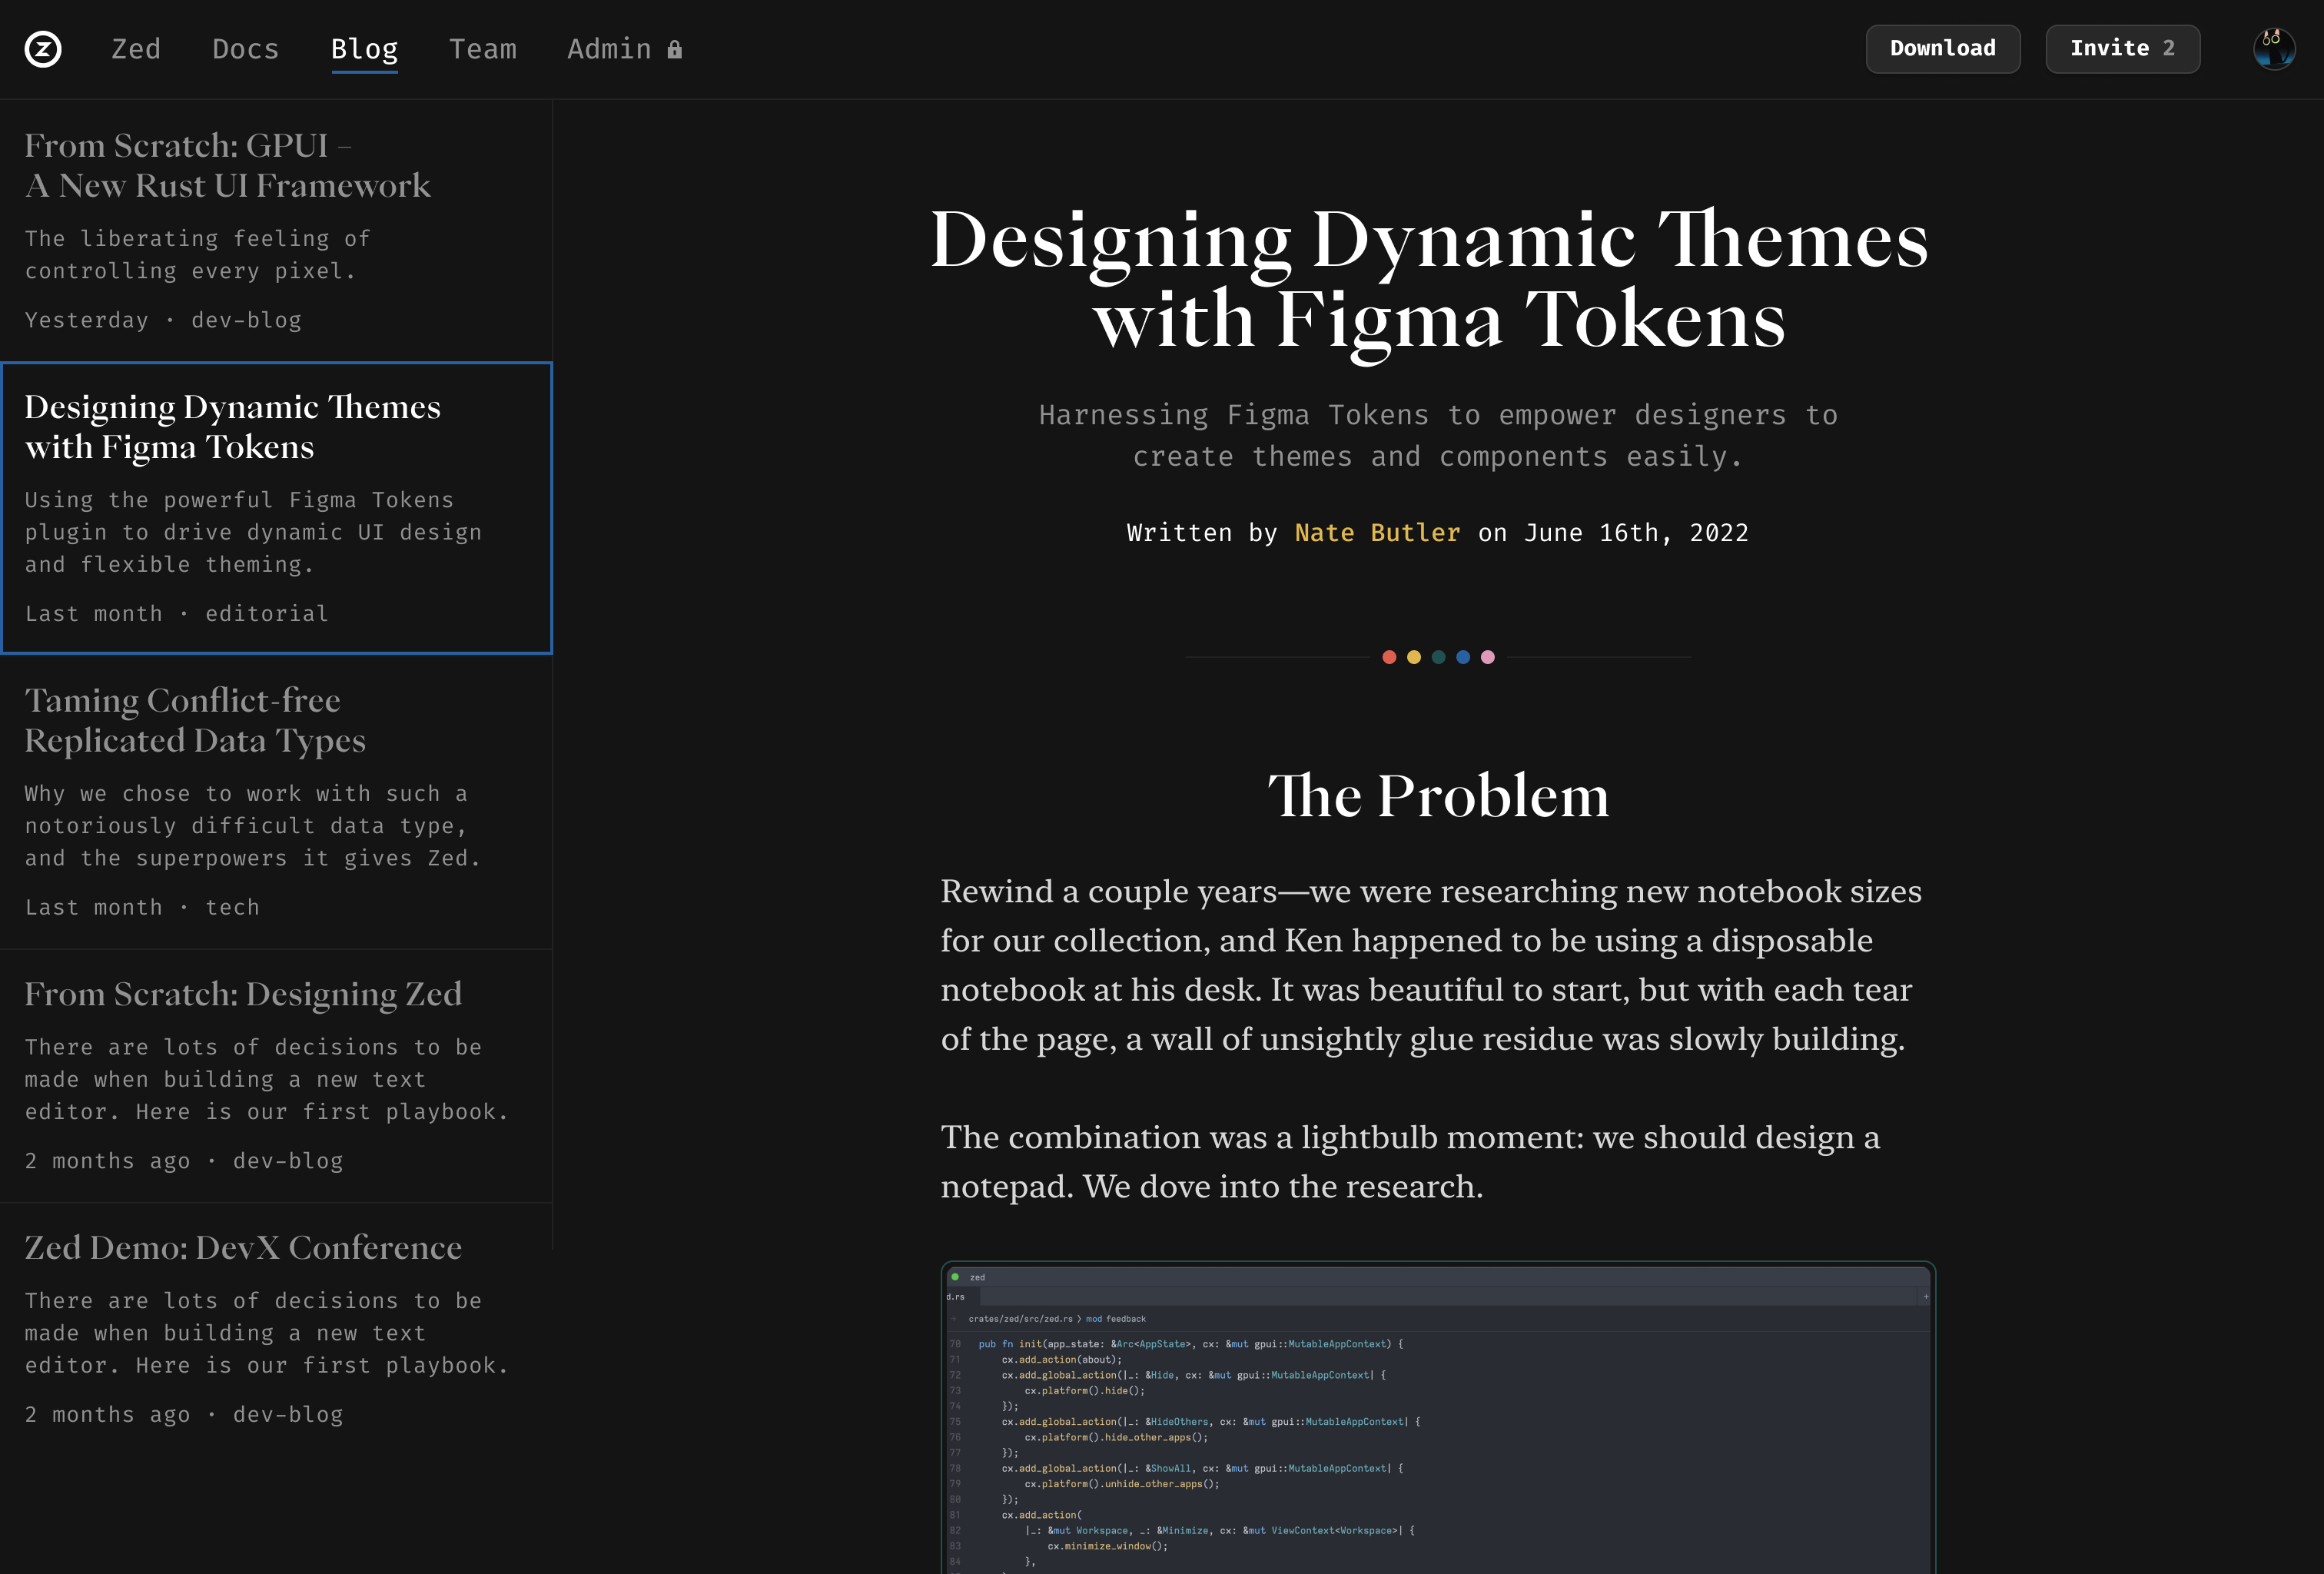 Zed
Docs
Blog
Team
Admin
Download
Invite 2
From Scratch: GPUI –
A New Rust UI Framework
The liberating feeling of
controlling every pixel.
Yesterday · dev-blog
Designing Dynamic Themes
with Figma Tokens
Using the powerful Figma Tokens
plugin to drive dynamic UI design
and flexible theming.
Last month · editorial
Taming Conflict-free
Replicated Data Types
Why we chose to work with such a
notoriously difficult data type,
and the superpowers it gives Zed.
Last month · tech
From Scratch: Designing Zed
There are lots of decisions to be
made when building a new text
editor. Here is our first playbook.
2 months ago · dev-blog
Zed Demo: DevX Conference
There are lots of decisions to be
made when building a new text
editor. Here is our first playbook.
2 months ago · dev-blog
Designing Dynamic Themes
with Figma Tokens
Harnessing Figma Tokens to empower designers to
create themes and components easily.
Written by Nate Butler on June 16th, 2022
The Problem
Rewind a couple years—we were researching new notebook sizes
for our collection, and Ken happened to be using a disposable
notebook at his desk. It was beautiful to start, but with each tear
of the page, a wall of unsightly glue residue was slowly building.
The combination was a lightbulb moment: we should design a
notepad. We dove into the research.
zed
d.rs +
crates/zed/src/zed.rs 〉 mod feedback
70 pub fn init(app_state: &Arc<AppState>, cx: &mut gpui::MutableAppContext) {
71 cx.add_action(about);
72 cx.add_global_action(|_: &Hide, cx: &mut gpui::MutableAppContext| {
73 cx.platform().hide();
74 });
75 cx.add_global_action(|_: &HideOthers, cx: &mut gpui::MutableAppContext| {
76 cx.platform().hide_other_apps();
77 });
78 cx.add_global_action(|_: &ShowAll, cx: &mut gpui::MutableAppContext| {
79 cx.platform().unhide_other_apps();
80 });
81 cx.add_action(
82 |_: &mut Workspace, _: &Minimize, cx: &mut ViewContext<Workspace>| {
83 cx.minimize_window();
84 },